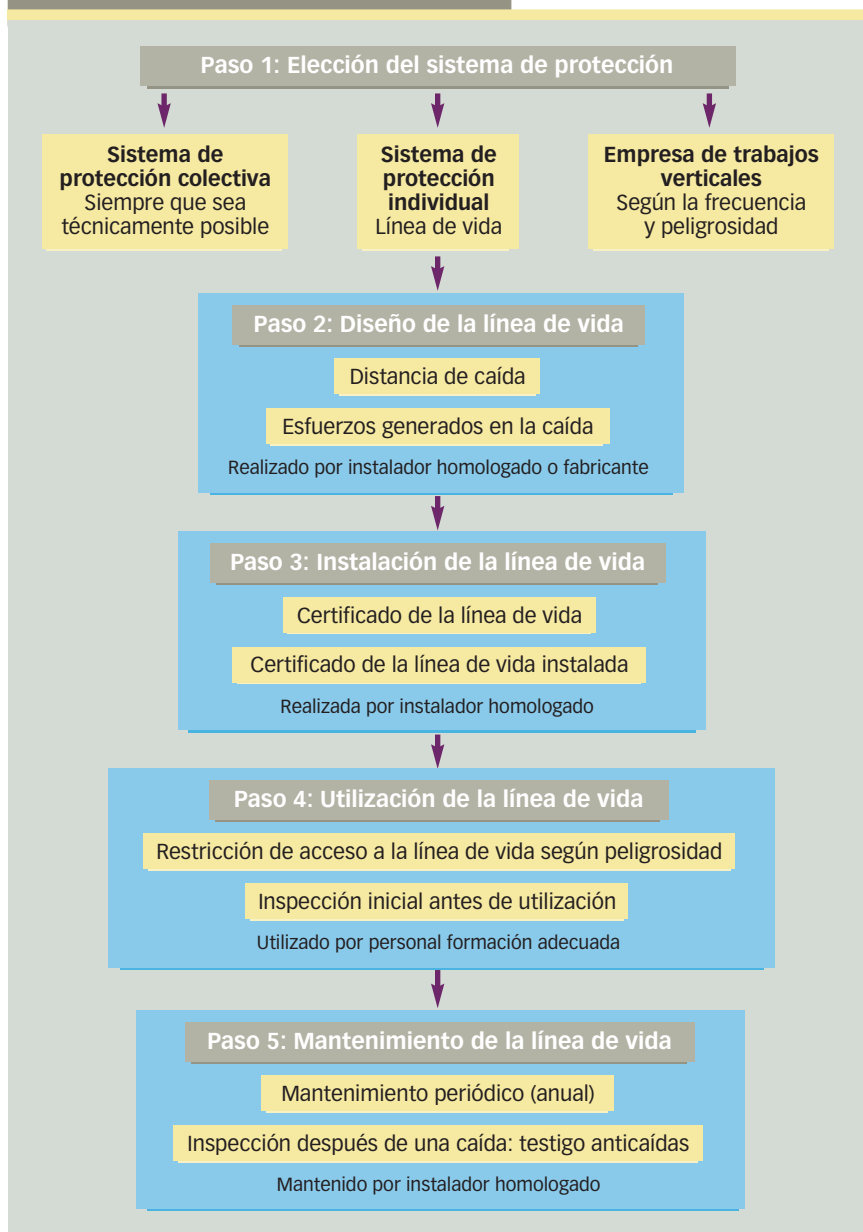 Paso 1: Elección del sistema de protección
Sistema de
protección colectiva
Siempre que sea
técnicamente posible
Sistema de
protección
individual
Línea de vida
Empresa de trabajos
verticales
Según la frecuencia
y peligrosidad
Paso 2: Diseño de la línea de vida
Distancia de caída
Esfuerzos generados en la caída
Realizado por instalador homologado o fabricante
Paso 3: Instalación de la línea de vida
Certificado de la línea de vida
Certificado de la línea de vida instalada
Realizada por instalador homologado
Paso 4: Utilización de la línea de vida
Restricción de acceso a la línea de vida según peligrosidad
Inspección inicial antes de utilización
Utilizado por personal formación adecuada
Paso 5: Mantenimiento de la línea de vida
Mantenimiento periódico (anual)
Inspección después de una caída: testigo anticaídas
Mantenido por instalador homologado